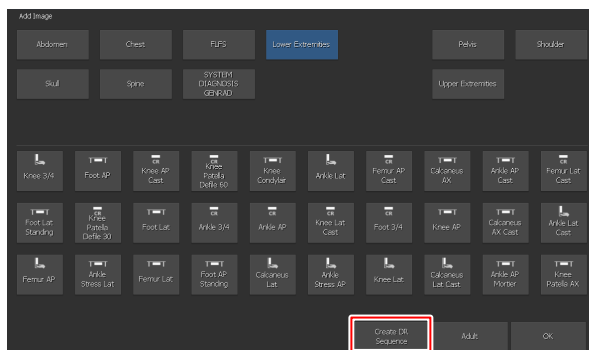 Add Image
Abdomen
Chest
FLFS
Lower Extremities
Pelvis
Shoulder
Skull
Spine
SYSTEM
DIAGNOSIS
GENRAD
Upper Extremities
Knee 3/4
Foot AP
CR
Knee AP
Cast
CR
Knee
Patella
Defile 60
Knee
Condylair
Ankle Lat
CR
Femur AP
Cast
Calcaneus
AX
Ankle AP
Cast
CR
Femur Lat
Cast
Foot Lat
Standing
CR
Knee
Patella
Defile 30
Foot Lat
CR
Ankle 3/4
CR
Ankle AP
CR
Knee Lat
Cast
CR
Foot 3/4
Knee AP
Calcaneus
AX Cast
Ankle Lat
Cast
Femur AP
Ankle
Stress Lat
Femur Lat
Foot AP
Standing
Calcaneus
Lat
Ankle
Stress AP
Knee Lat
Calcaneus
Lat Cast
Ankle AP
Mortier
Knee
Patella AX
Create DR
Sequence
Adult
OK